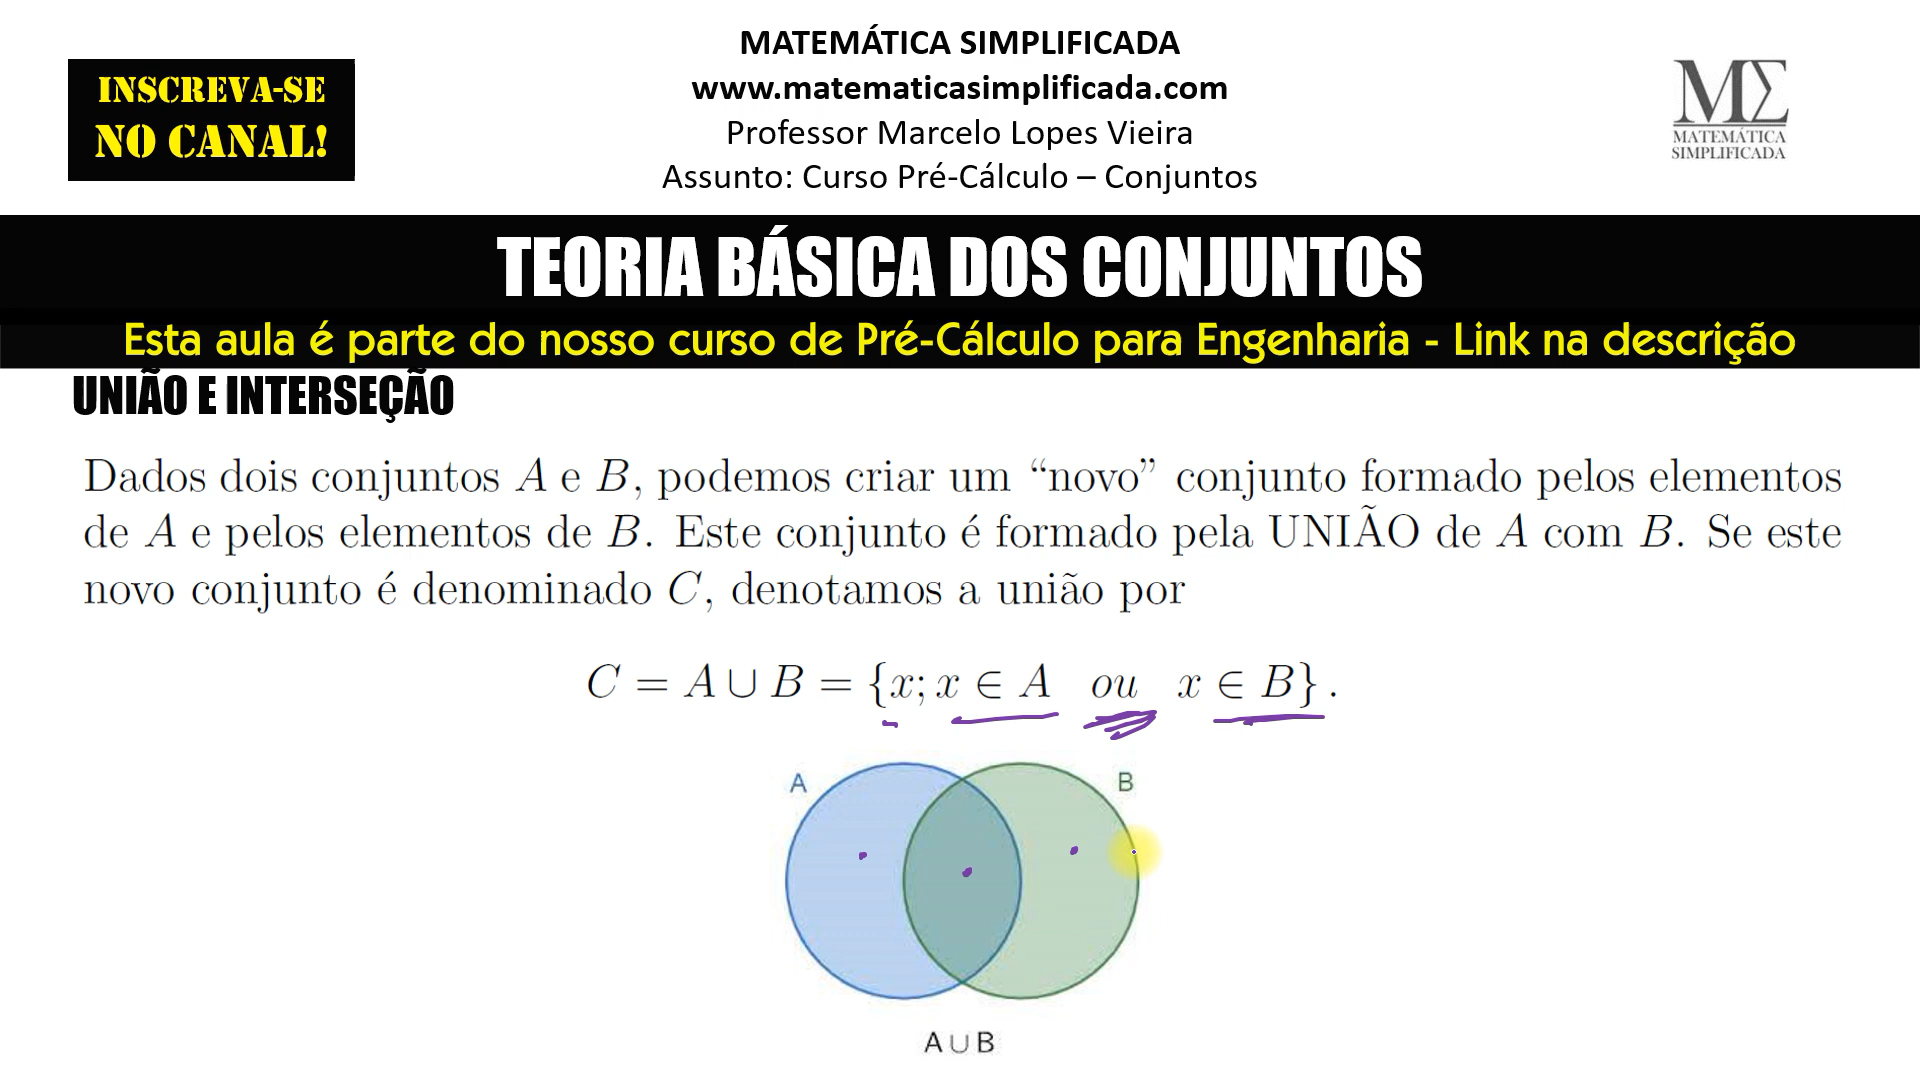 INSCREVA-SE
NO CANAL!
MATEMÁTICA SIMPLIFICADA
www.matematicasimplificada.com
Professor Marcelo Lopes Vieira
Assunto: Curso Pré-Cálculo – Conjuntos
MΣ
MATEMÁTICA
SIMPLIFICADA
TEORIA BÁSICA DOS CONJUNTOS
Esta aula é parte do nosso curso de Pré-Cálculo para Engenharia - Link na descrição
UNIÃO E INTERSEÇÃO
Dados dois conjuntos A e B, podemos criar um “novo” conjunto formado pelos elementos
de A e pelos elementos de B. Este conjunto é formado pela UNIÃO de A com B. Se este
novo conjunto é denominado C, denotamos a união por
C = A ∪ B = {x; x ∈ A ou x ∈ B}.
A
B
A ∪ B